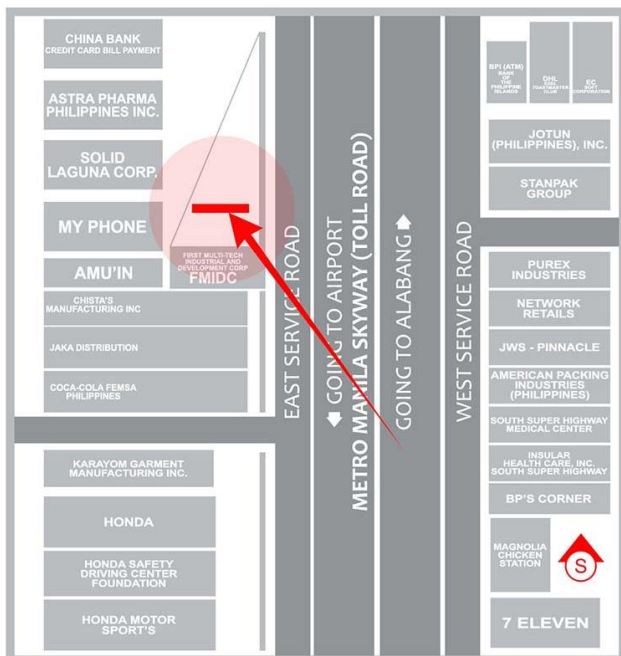 CHINA BANK
CREDIT CARD BILL PAYMENT
ASTRA PHARMA
PHILIPPINES INC.
SOLID
LAGUNA CORP.
MY PHONE
AMU'IN
FIRST MULTI-TECH
INDUSTRIAL AND
DEVELOPMENT CORP
FMIDC
CHISTA'S
MANUFACTURING INC
JAKA DISTRIBUTION
COCA-COLA FEMSA
PHILIPPINES
KARAYOM GARMENT
MANUFACTURING INC.
HONDA
HONDA SAFETY
DRIVING CENTER
FOUNDATION
HONDA MOTOR
SPORT'S
EAST SERVICE ROAD
GOING TO AIRPORT
METRO MANILA SKYWAY (TOLL ROAD)
GOING TO ALABANG
WEST SERVICE ROAD
BPI (ATM)
BANK
OF THE
PHILIPPINE
ISLANDS
DHL
TOASTMASTER
CLUB
EC
SOFT
CORPORATION
JOTUN
(PHILIPPINES), INC.
STANPAK
GROUP
PUREX
INDUSTRIES
NETWORK
RETAILS
JWS - PINNACLE
AMERICAN PACKING
INDUSTRIES
(PHILIPPINES)
SOUTH SUPER HIGHWAY
MEDICAL CENTER
INSULAR
HEALTH CARE, INC.
SOUTH SUPER HIGHWAY
BP'S CORNER
MAGNOLIA
CHICKEN
STATION
S
7 ELEVEN